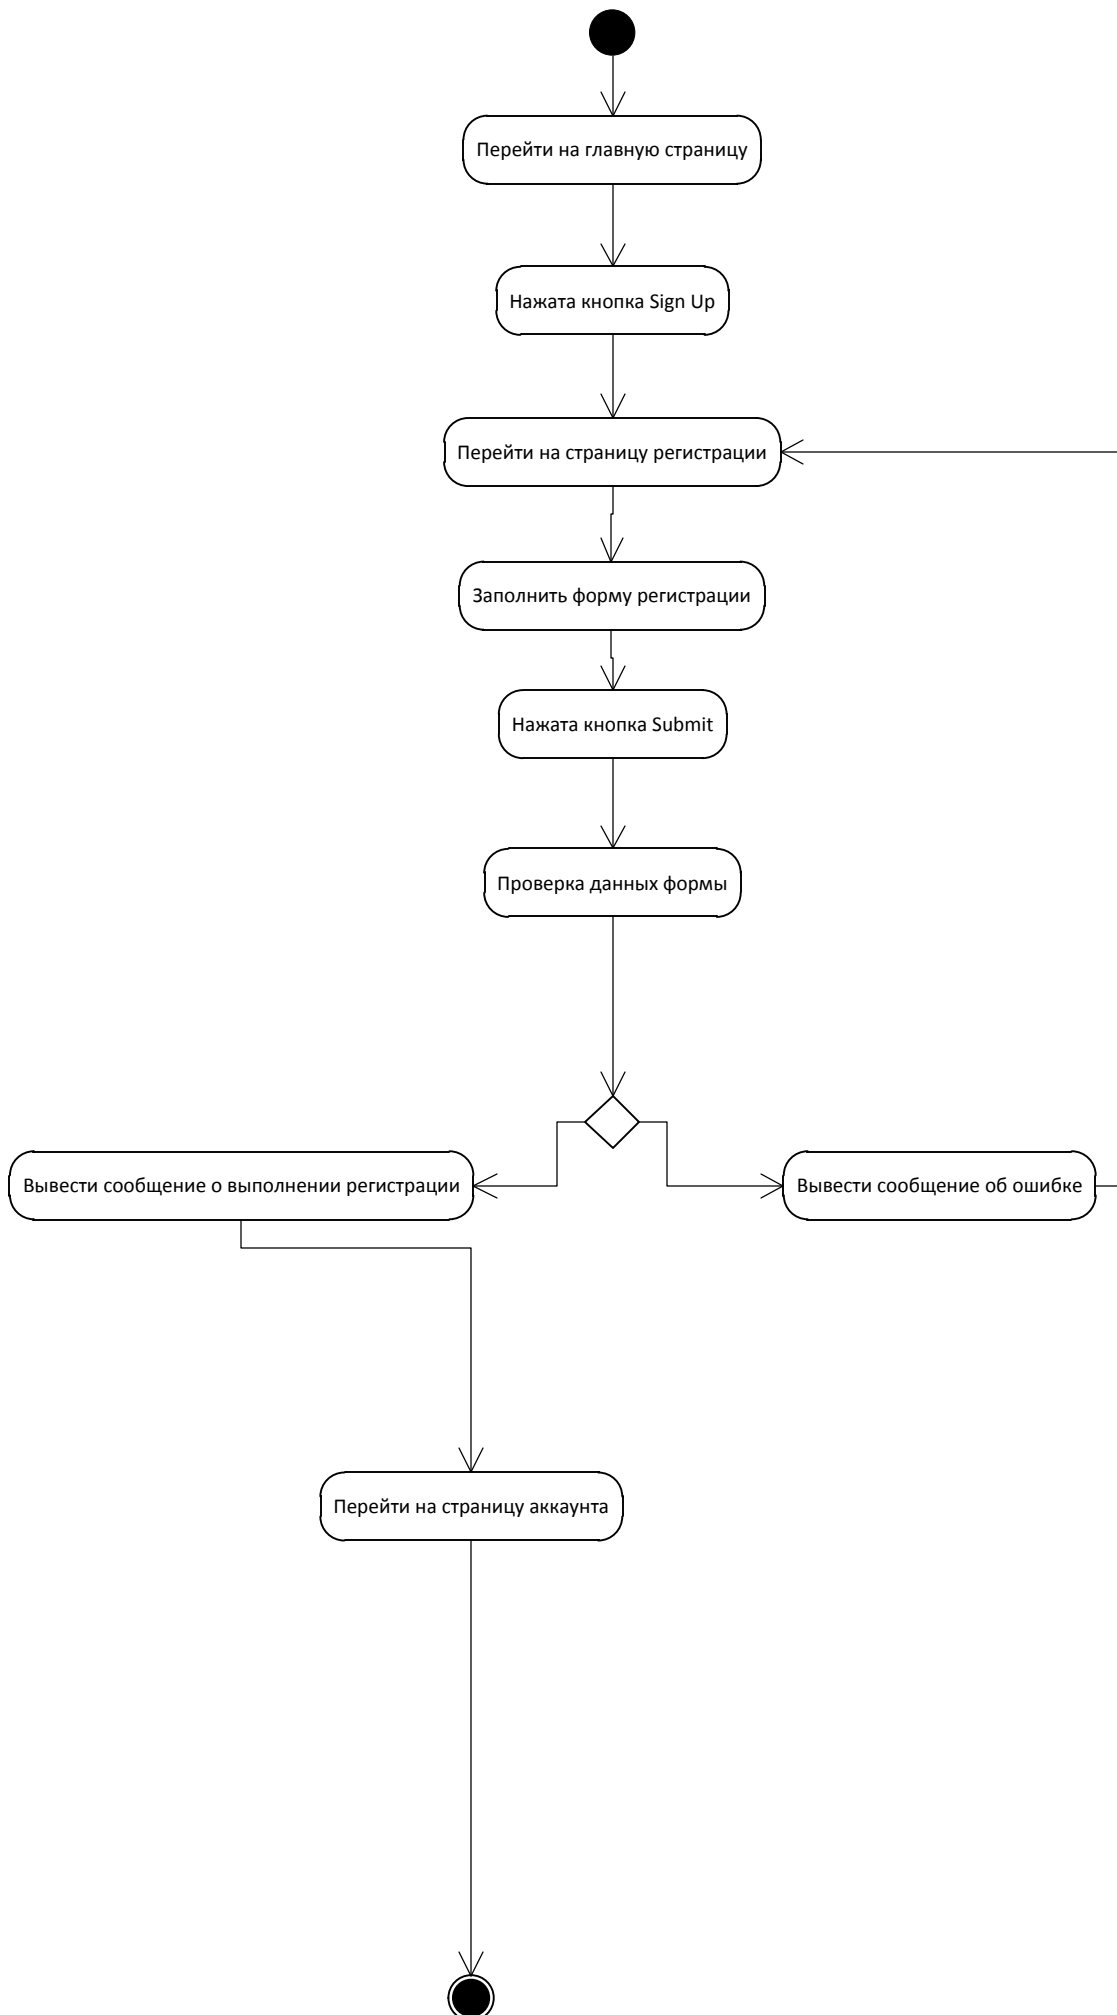 Перейти на главную страницу
Нажата кнопка Sign Up
Перейти на страницу регистрации
Заполнить форму регистрации
Нажата кнопка Submit
Проверка данных формы
Вывести сообщение о выполнении регистрации
Вывести сообщение об ошибке
Перейти на страницу аккаунта